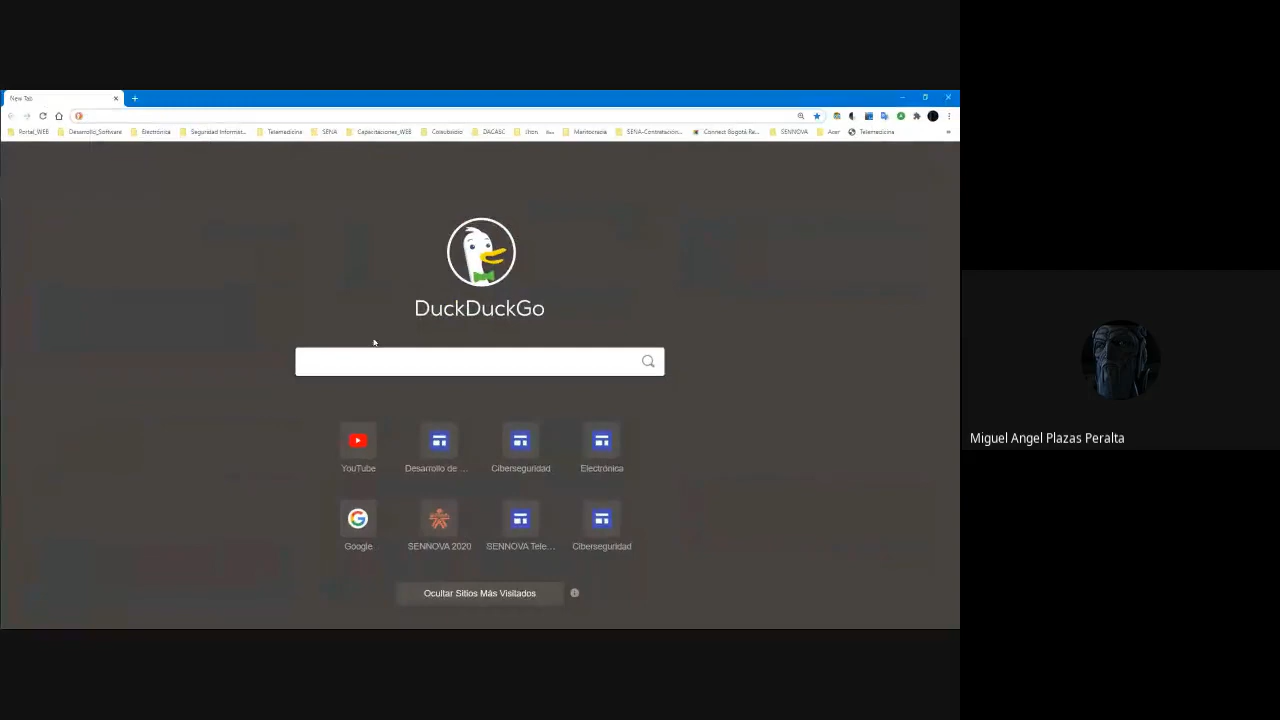 New Tab
Portal_WEB Desarrollo_Software Electrónica Seguridad Informát... Telemedicina SENA Capacitaciones_WEB Colsubsidio DAGASC Jhon Meritocracia SENA-Contratación... Connect Bogotá Re... SENNOVA Acer Telemedicina
DuckDuckGo
YouTube Desarrollo de ... Ciberseguridad Electrónica
Google SENNOVA 2020 SENNOVA Tele... Ciberseguridad
Ocultar Sitios Más Visitados
Miguel Angel Plazas Peralta